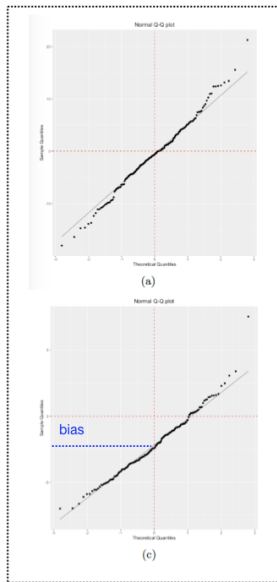 Normal Q-Q plot
Sample Quantiles
Theoretical Quantiles
(a)
Normal Q-Q plot
bias
Sample Quantiles
Theoretical Quantiles
(c)